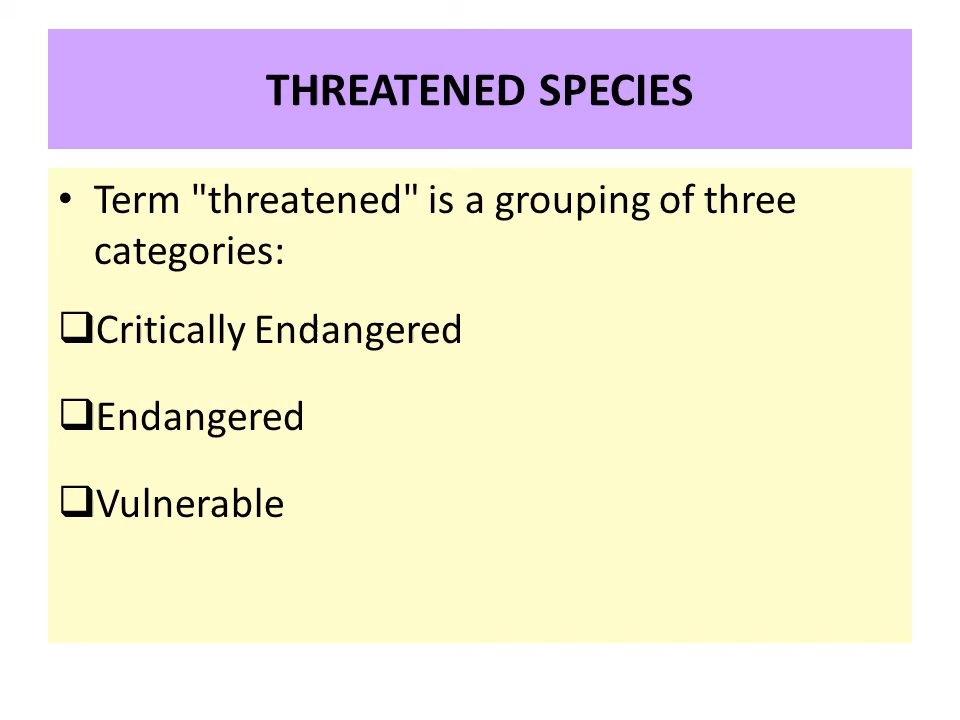 THREATENED SPECIES
• Term "threatened" is a grouping of three
categories:
❑Critically Endangered
❑Endangered
❑Vulnerable